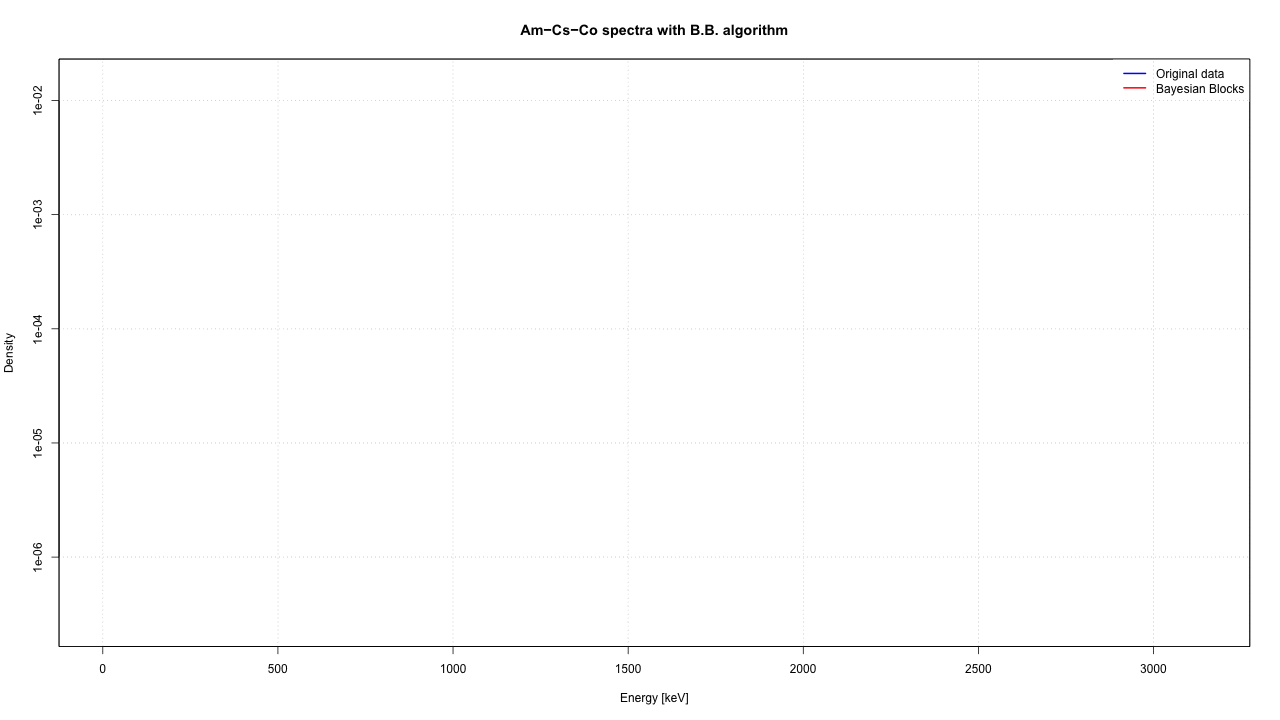 Am−Cs−Co spectra with B.B. algorithm
Original data
Bayesian Blocks
1e-02
1e-03
1e-04
1e-05
1e-06
Density
0 500 1000 1500 2000 2500 3000
Energy [keV]